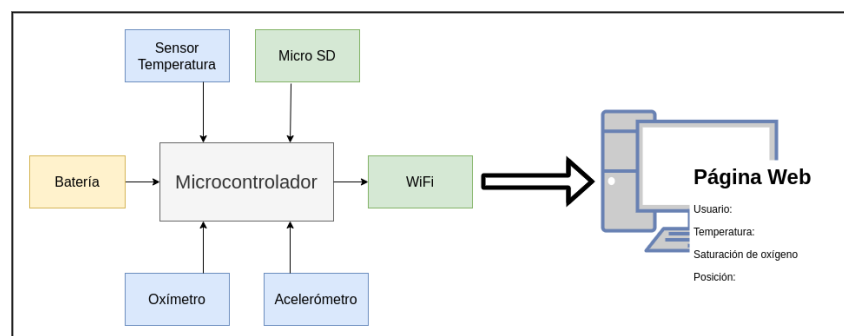 Sensor
Temperatura
Micro SD
Batería
Microcontrolador
WiFi
Oxímetro
Acelerómetro
Página Web
Usuario:
Temperatura:
Saturación de oxígeno
Posición: